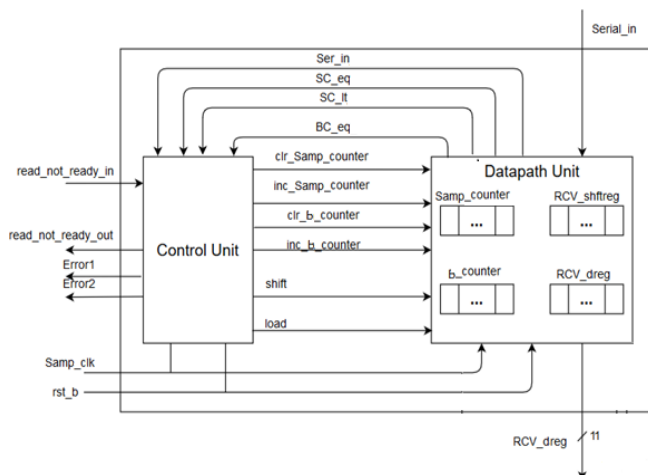 Serial_in
Ser_in
SC_eq
SC_lt
BC_eq
read_not_ready_in
clr_Samp_counter
Datapath Unit
inc_Samp_counter
Samp_counter
RCV_shftreg
...
...
clr_b_counter
read_not_ready_out
Control Unit
inc_b_counter
Error1
Error2
b_counter
RCV_dreg
...
...
shift
load
Samp_clk
rst_b
RCV_dreg
11